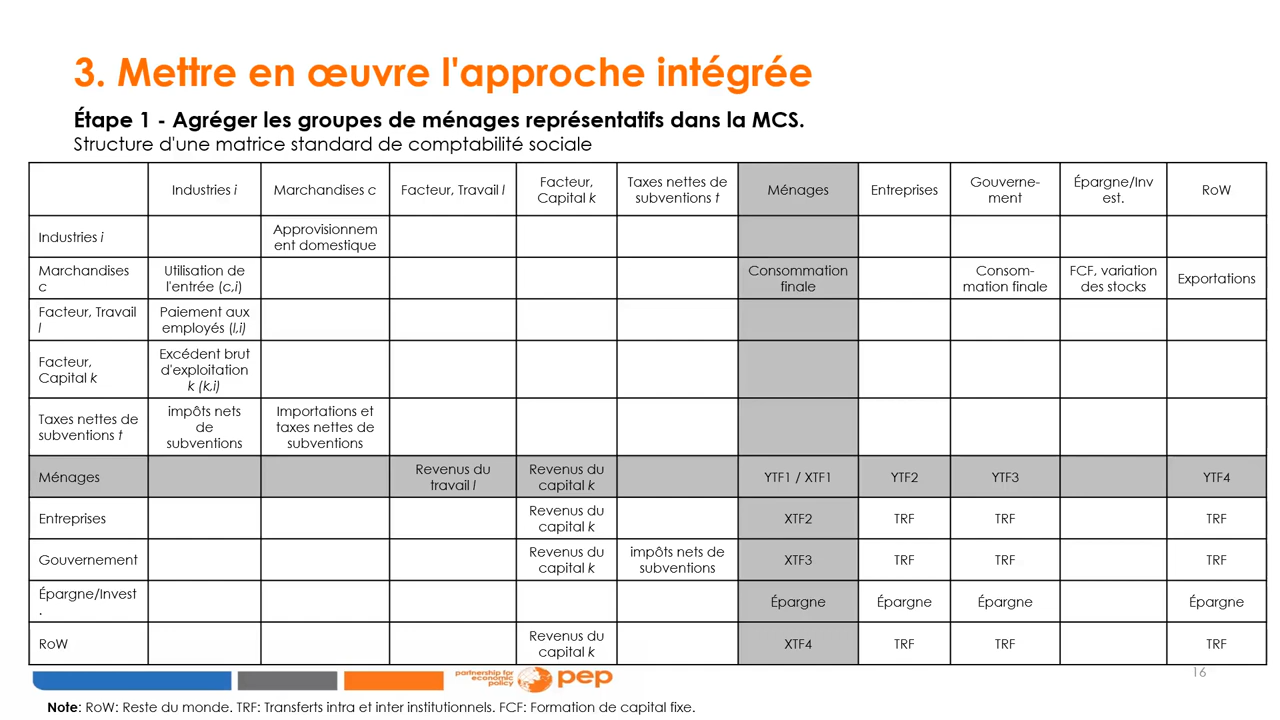 3. Mettre en œuvre l'approche intégrée
Étape 1 - Agréger les groupes de ménages représentatifs dans la MCS.
Structure d'une matrice standard de comptabilité sociale
Industries i
Marchandises c
Facteur, Travail l
Facteur,
Capital k
Taxes nettes de
subventions t
Ménages
Entreprises
Gouverne-
ment
Épargne/Inv
est.
RoW
Industries i
Approvisionnem
ent domestique
Marchandises
c
Utilisation de
l'entrée (c,i)
Consommation
finale
Consom-
mation finale
FCF, variation
des stocks
Exportations
Facteur, Travail
l
Paiement aux
employés (l,i)
Facteur,
Capital k
Excédent brut
d'exploitation
k (k,i)
Taxes nettes de
subventions t
impôts nets
de
subventions
Importations et
taxes nettes de
subventions
Ménages
Revenus du
travail l
Revenus du
capital k
YTF1 / XTF1
YTF2
YTF3
YTF4
Entreprises
Revenus du
capital k
XTF2
TRF
TRF
TRF
Gouvernement
Revenus du
capital k
impôts nets de
subventions
XTF3
TRF
TRF
TRF
Épargne/Invest
.
Épargne
Épargne
Épargne
Épargne
RoW
Revenus du
capital k
XTF4
TRF
TRF
TRF
partnership for
economic
policy
pep
16
Note: RoW: Reste du monde. TRF: Transferts intra et inter institutionnels. FCF: Formation de capital fixe.